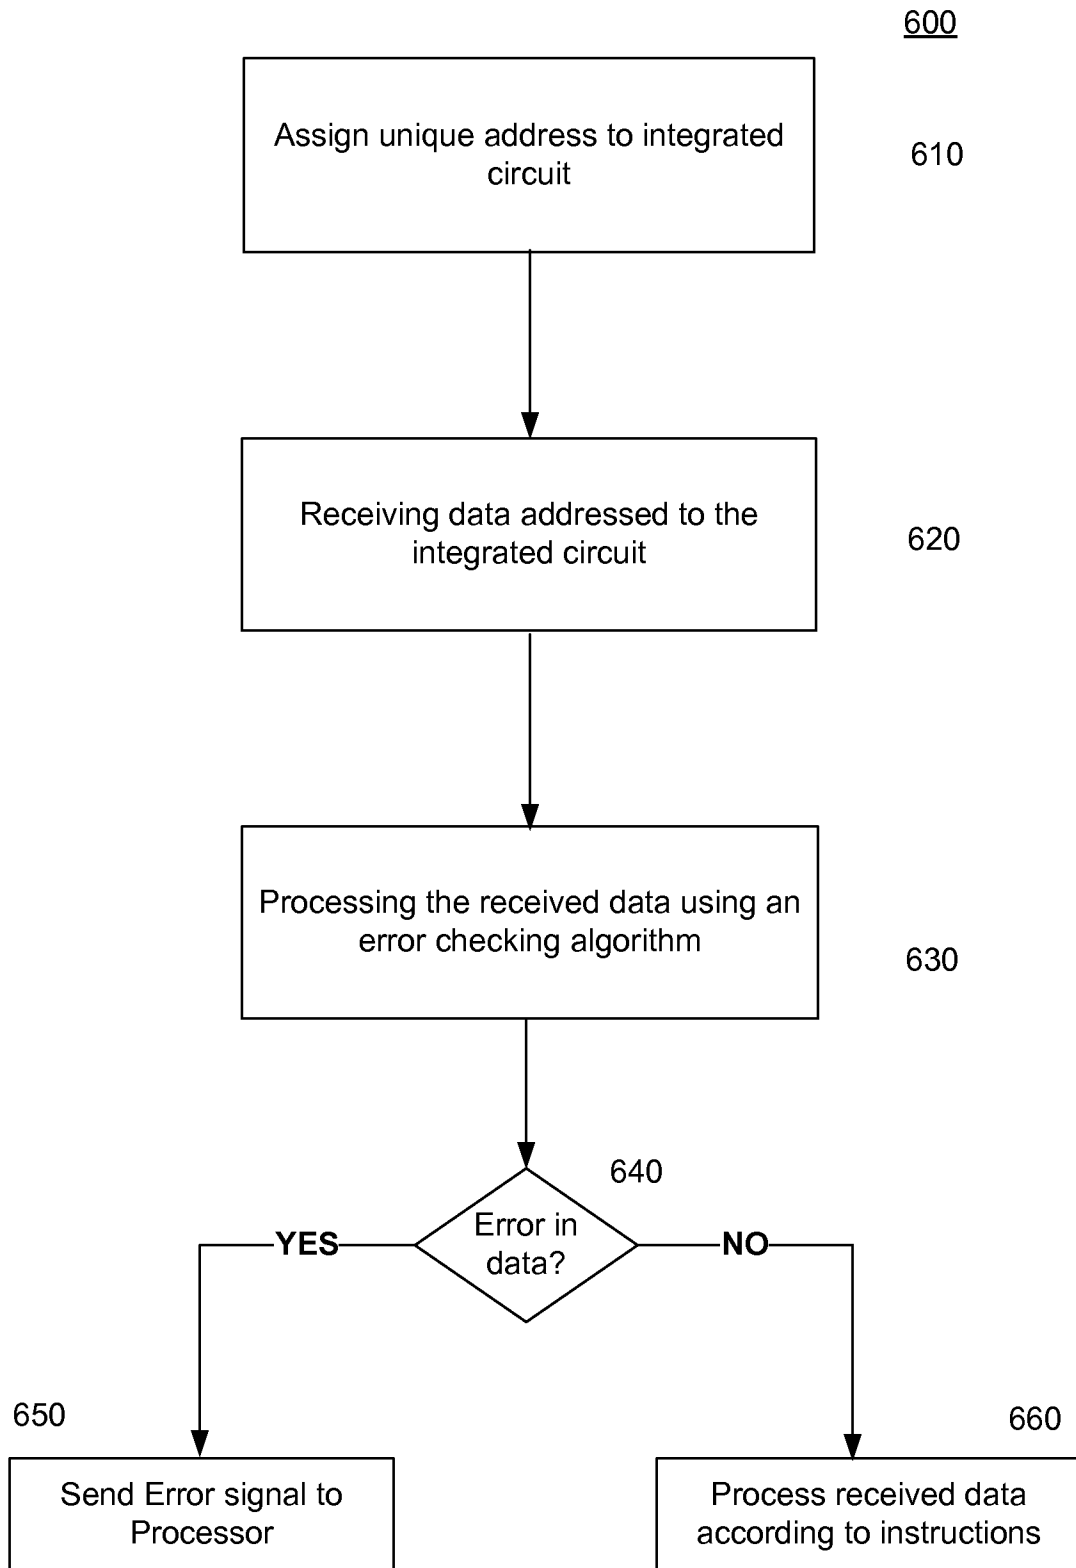 600
Assign unique address to integrated
circuit
610
Receiving data addressed to the
integrated circuit
620
Processing the received data using an
error checking algorithm
630
640
Error in
data?
YES
NO
650
660
Send Error signal to
Processor
Process received data
according to instructions